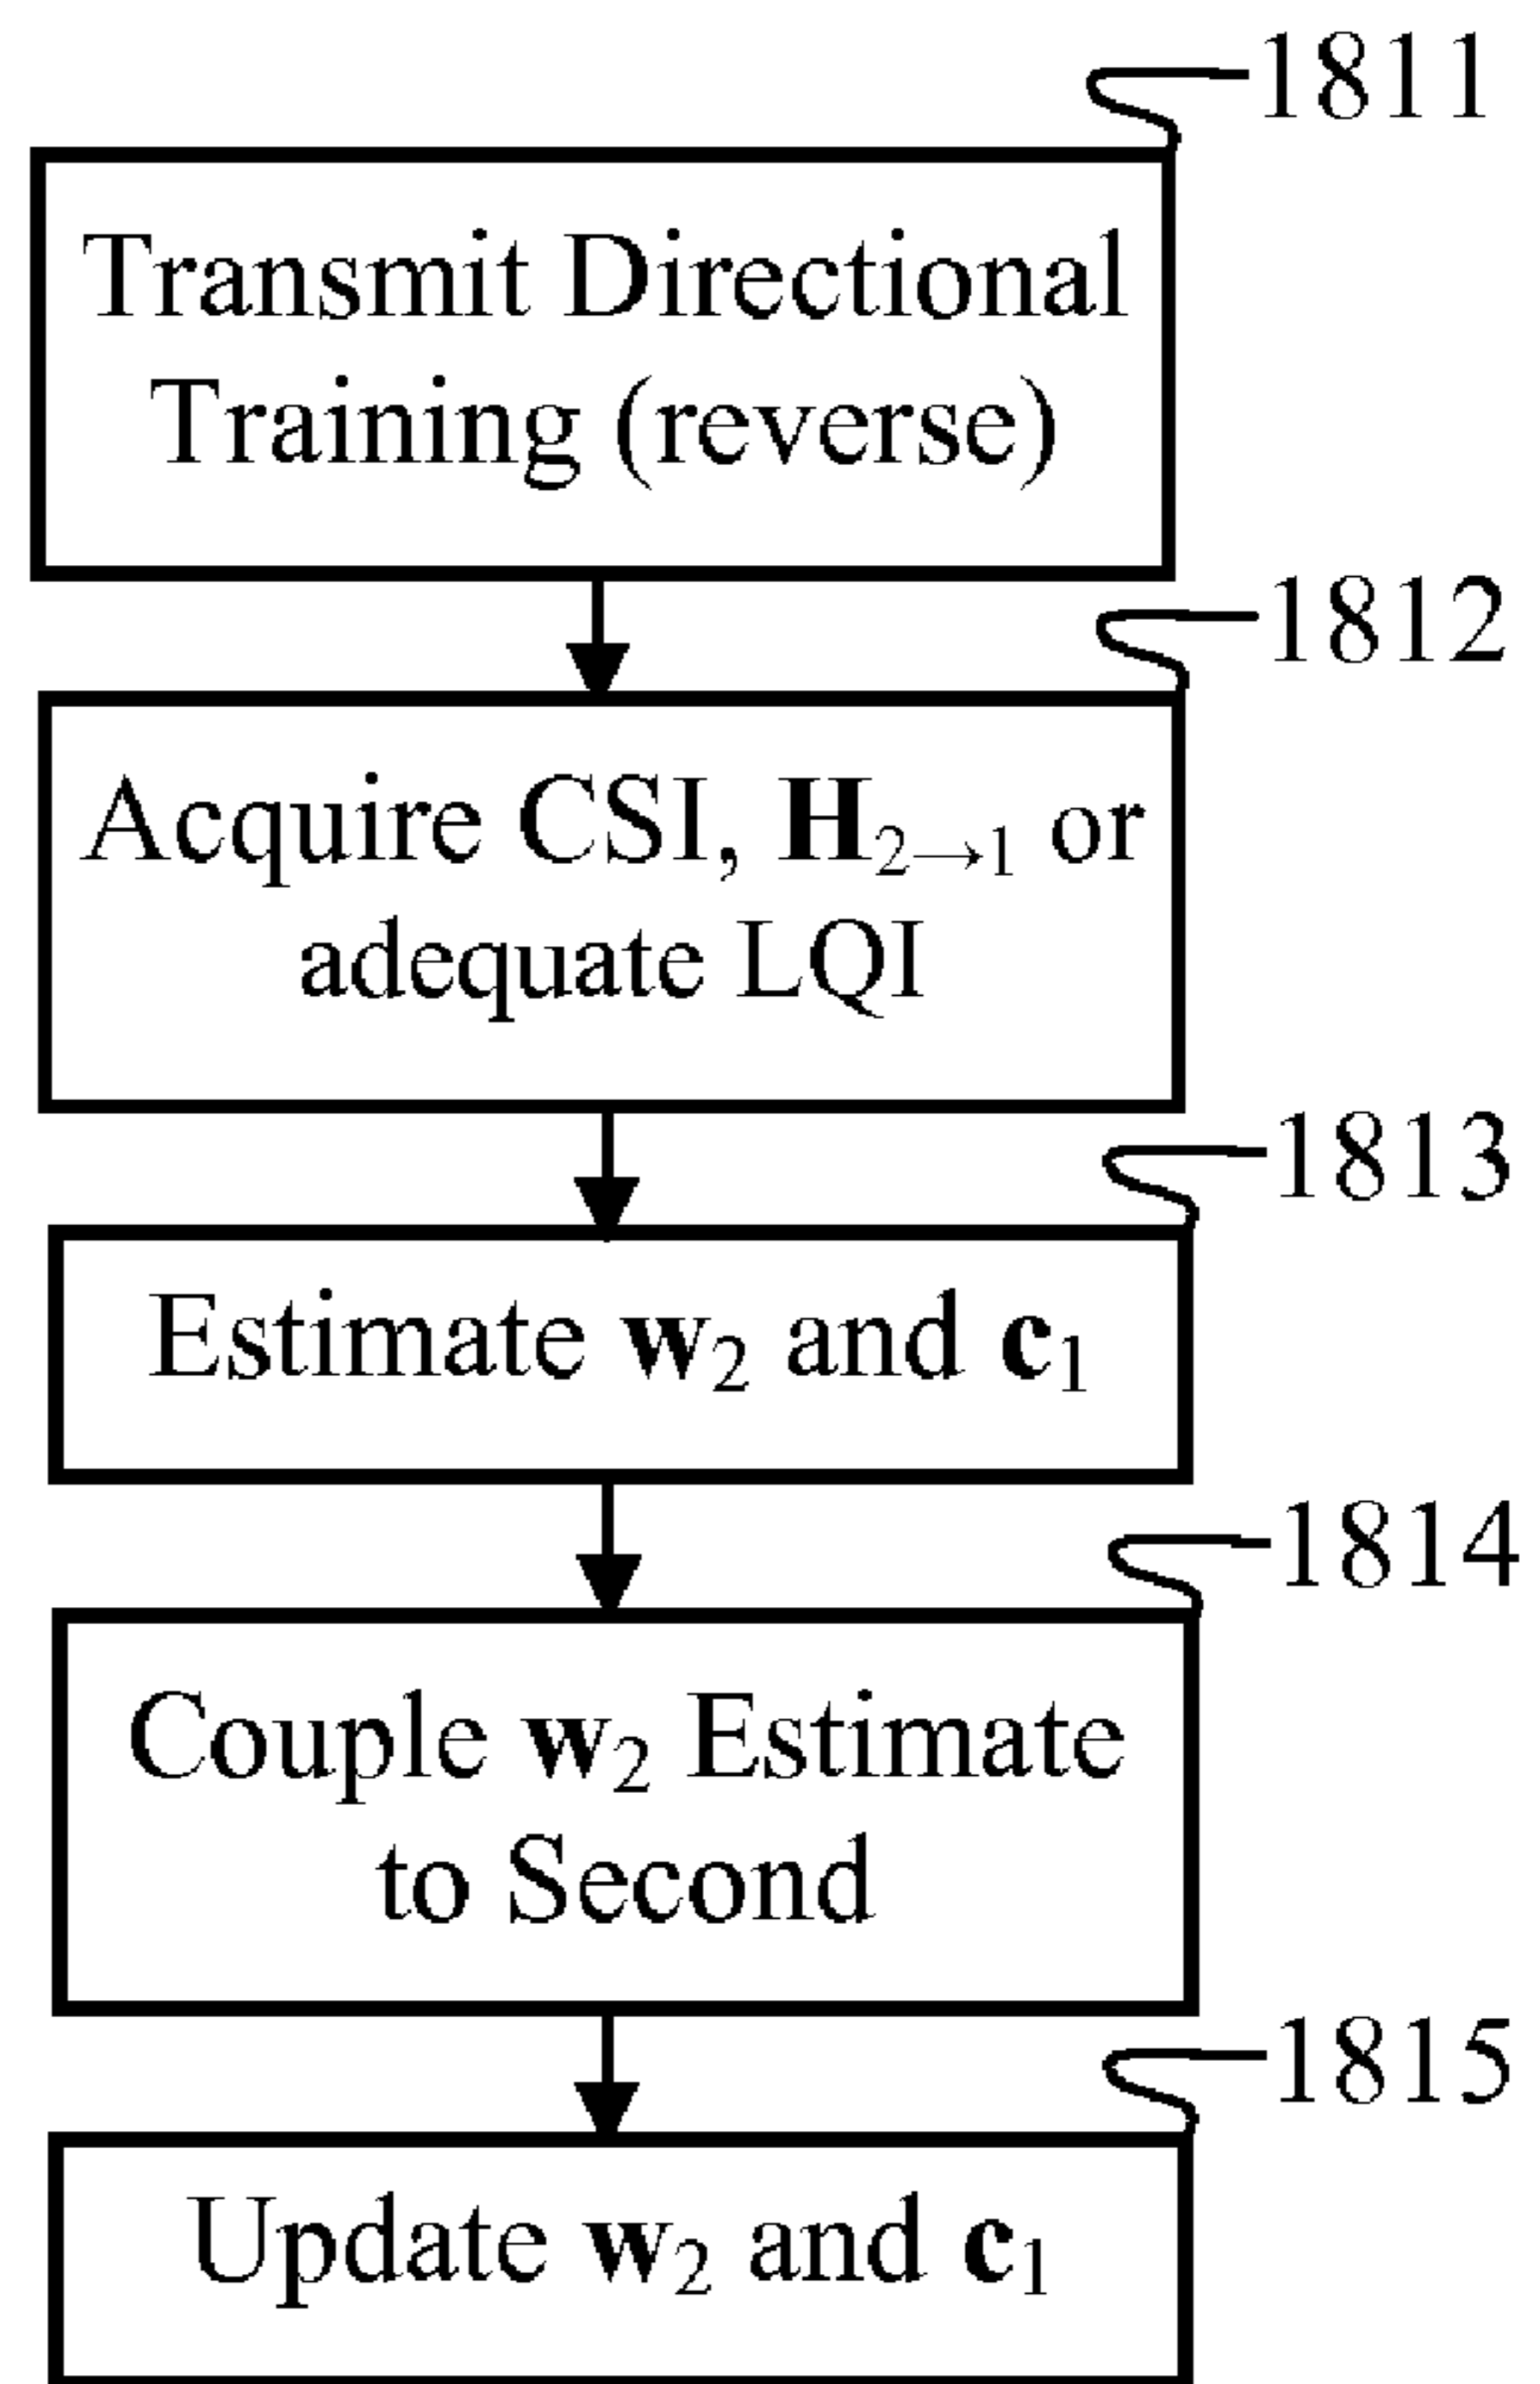 1811
Transmit Directional
Training (reverse)
1812
Acquire CSI, H₂→₁ or
adequate LQI
1813
Estimate w₂ and c₁
1814
Couple w₂ Estimate
to Second
1815
Update w₂ and c₁